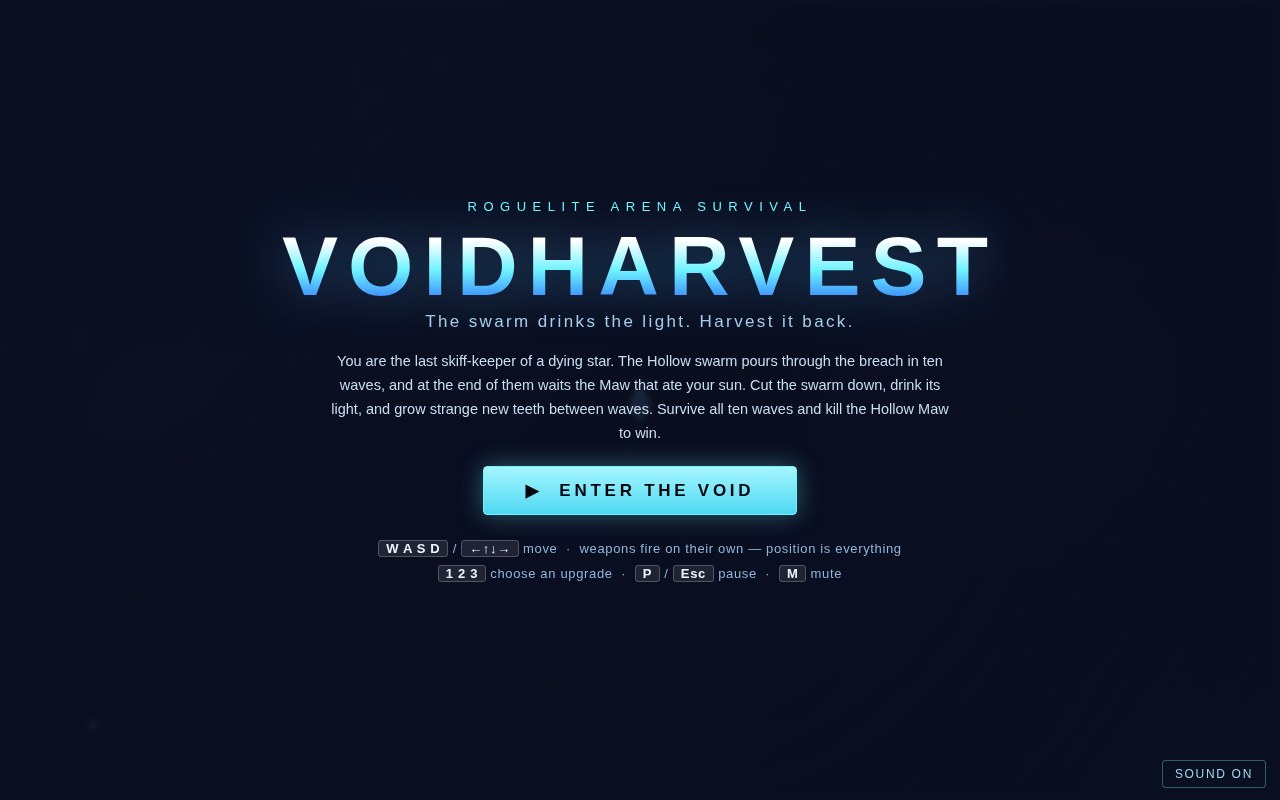 ROGUELITE ARENA SURVIVAL
VOIDHARVEST
The swarm drinks the light. Harvest it back.
You are the last skiff-keeper of a dying star. The Hollow swarm pours through the breach in ten
waves, and at the end of them waits the Maw that ate your sun. Cut the swarm down, drink its
light, and grow strange new teeth between waves. Survive all ten waves and kill the Hollow Maw
to win.
▶ ENTER THE VOID
W A S D / ←↑↓→ move · weapons fire on their own — position is everything
1 2 3 choose an upgrade · P / Esc pause · M mute
SOUND ON